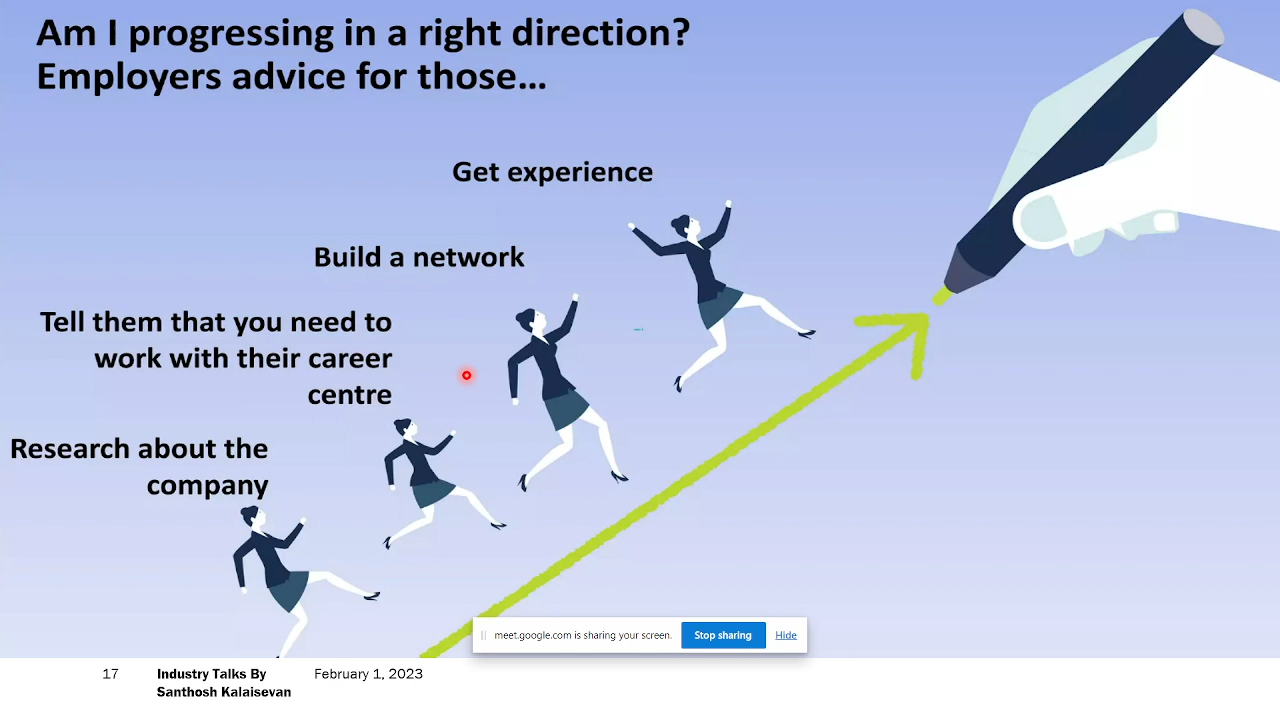 Am I progressing in a right direction?
Employers advice for those…
Get experience
Build a network
Tell them that you need to
work with their career
centre
Research about the
company
meet.google.com is sharing your screen.
Stop sharing
Hide
17
Industry Talks By
Santhosh Kalaisevan
February 1, 2023